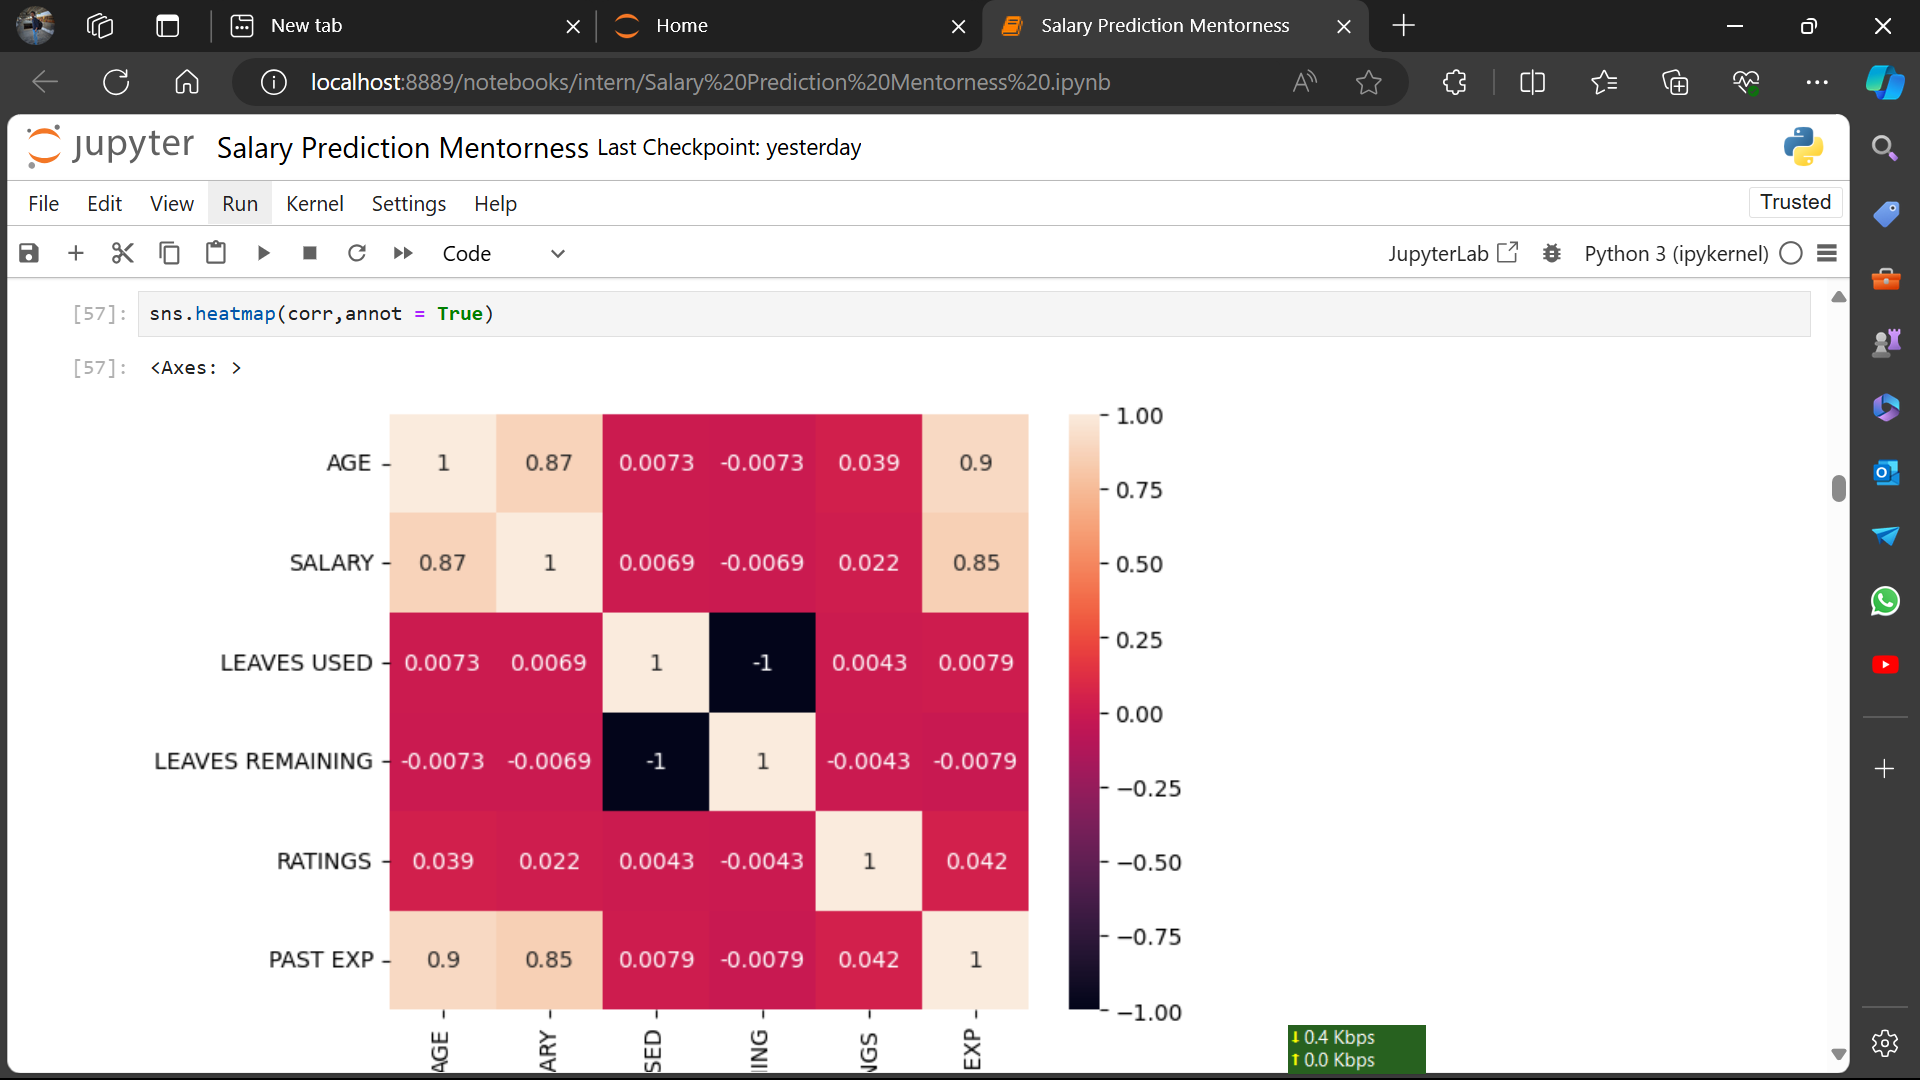 New tab
Home
Salary Prediction Mentorness
localhost:8889/notebooks/intern/Salary%20Prediction%20Mentorness%20.ipynb
jupyter Salary Prediction Mentorness Last Checkpoint: yesterday
File Edit View Run Kernel Settings Help
Trusted
Code
JupyterLab
Python 3 (ipykernel)
[57]: sns.heatmap(corr,annot = True)
[57]: <Axes: >
1.00
AGE 1 0.87 0.0073 -0.0073 0.039 0.9
0.75
SALARY 0.87 1 0.0069 -0.0069 0.022 0.85
0.50
0.25
LEAVES USED 0.0073 0.0069 1 -1 0.0043 0.0079
0.00
LEAVES REMAINING -0.0073 -0.0069 -1 1 -0.0043 -0.0079
−0.25
RATINGS 0.039 0.022 0.0043 -0.0043 1 0.042
−0.50
−0.75
PAST EXP 0.9 0.85 0.0079 -0.0079 0.042 1
−1.00
AGE ARY SED ING NGS EXP
0.4 Kbps
0.0 Kbps